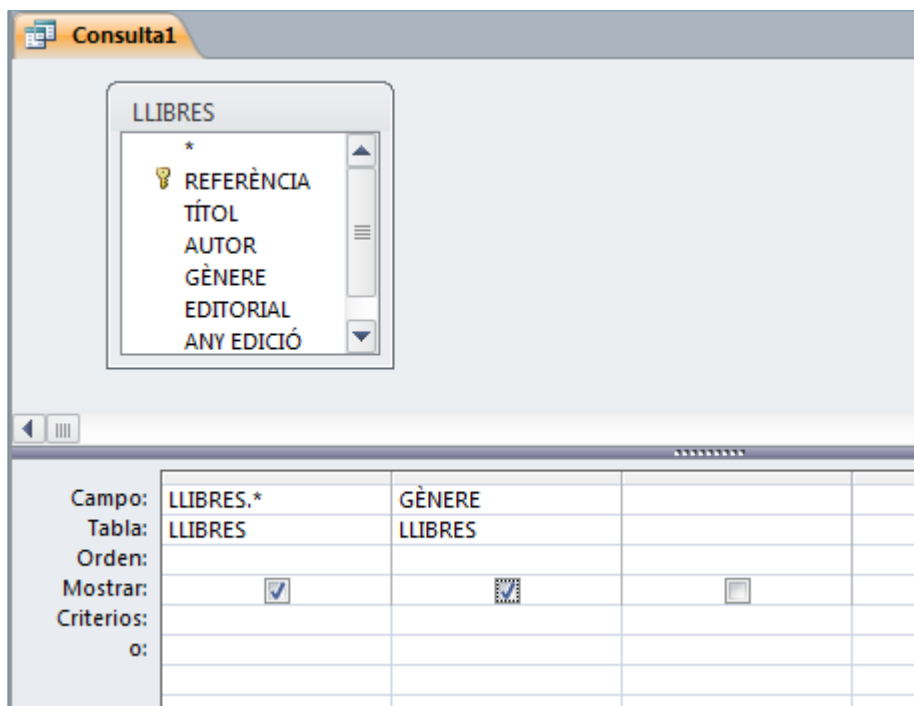 Consulta1
LLIBRES
*
REFERÈNCIA
TÍTOL
AUTOR
GÈNERE
EDITORIAL
ANY EDICIÓ
Campo: LLIBRES.* GÈNERE
Tabla: LLIBRES LLIBRES
Orden:
Mostrar:
Criterios:
o: